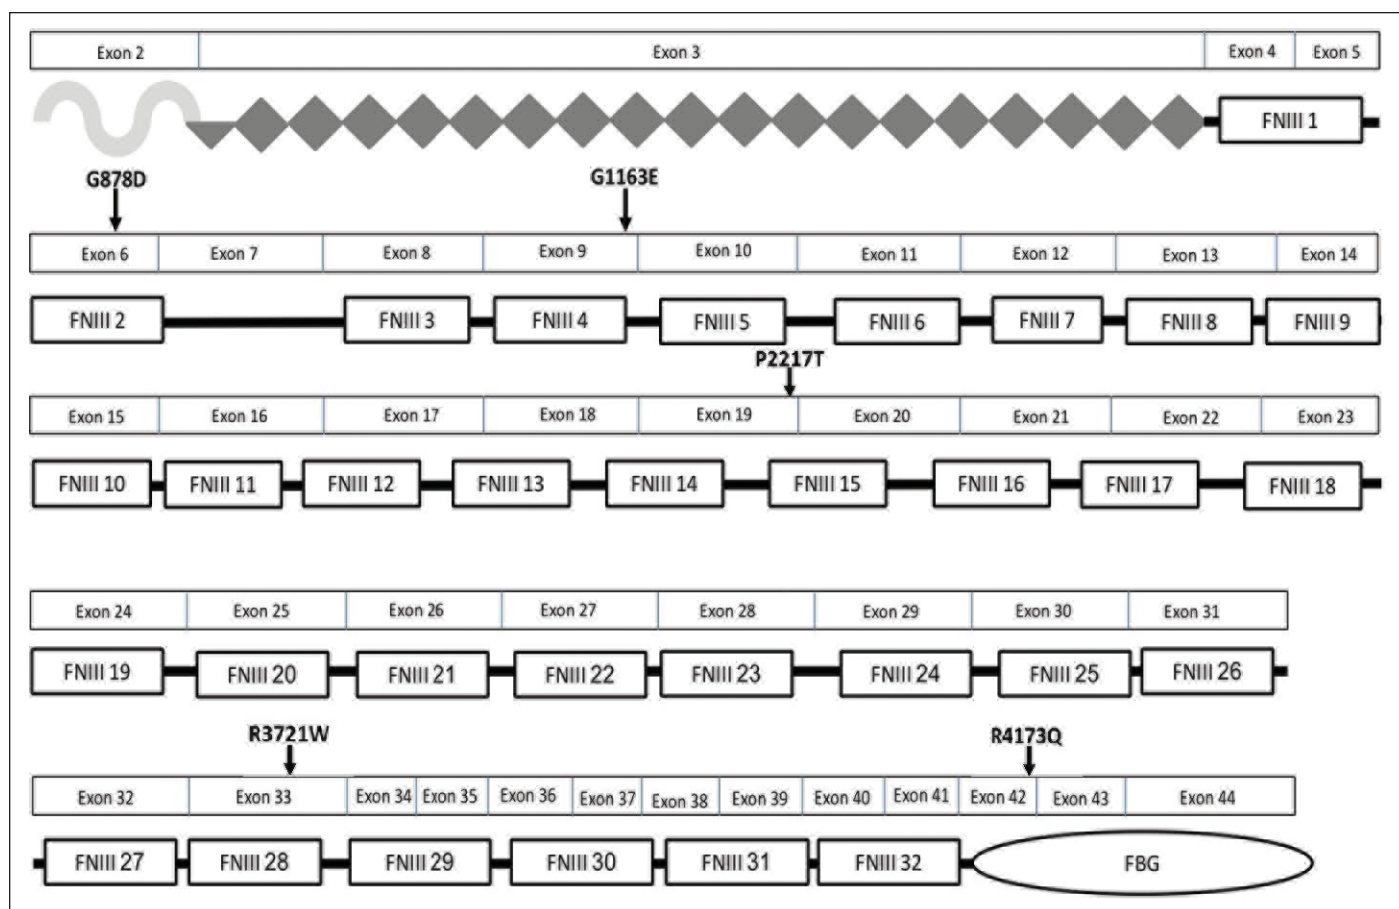 Exon 2 Exon 3 Exon 4 Exon 5
FNIII 1
G878D G1163E
Exon 6 Exon 7 Exon 8 Exon 9 Exon 10 Exon 11 Exon 12 Exon 13 Exon 14
FNIII 2 FNIII 3 FNIII 4 FNIII 5 FNIII 6 FNIII 7 FNIII 8 FNIII 9
P2217T
Exon 15 Exon 16 Exon 17 Exon 18 Exon 19 Exon 20 Exon 21 Exon 22 Exon 23
FNIII 10 FNIII 11 FNIII 12 FNIII 13 FNIII 14 FNIII 15 FNIII 16 FNIII 17 FNIII 18
Exon 24 Exon 25 Exon 26 Exon 27 Exon 28 Exon 29 Exon 30 Exon 31
FNIII 19 FNIII 20 FNIII 21 FNIII 22 FNIII 23 FNIII 24 FNIII 25 FNIII 26
R3721W R4173Q
Exon 32 Exon 33 Exon 34 Exon 35 Exon 36 Exon 37 Exon 38 Exon 39 Exon 40 Exon 41 Exon 42 Exon 43 Exon 44
FNIII 27 FNIII 28 FNIII 29 FNIII 30 FNIII 31 FNIII 32 FBG